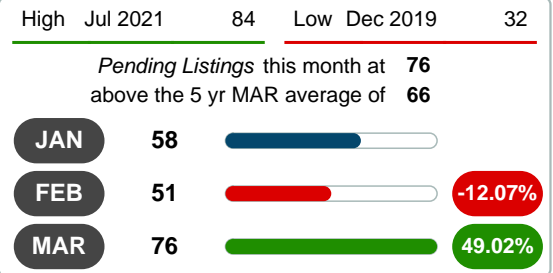 High Jul 2021 84 Low Dec 2019 32
Pending Listings this month at 76
above the 5 yr MAR average of 66
JAN 58
FEB 51 -12.07%
MAR 76 49.02%